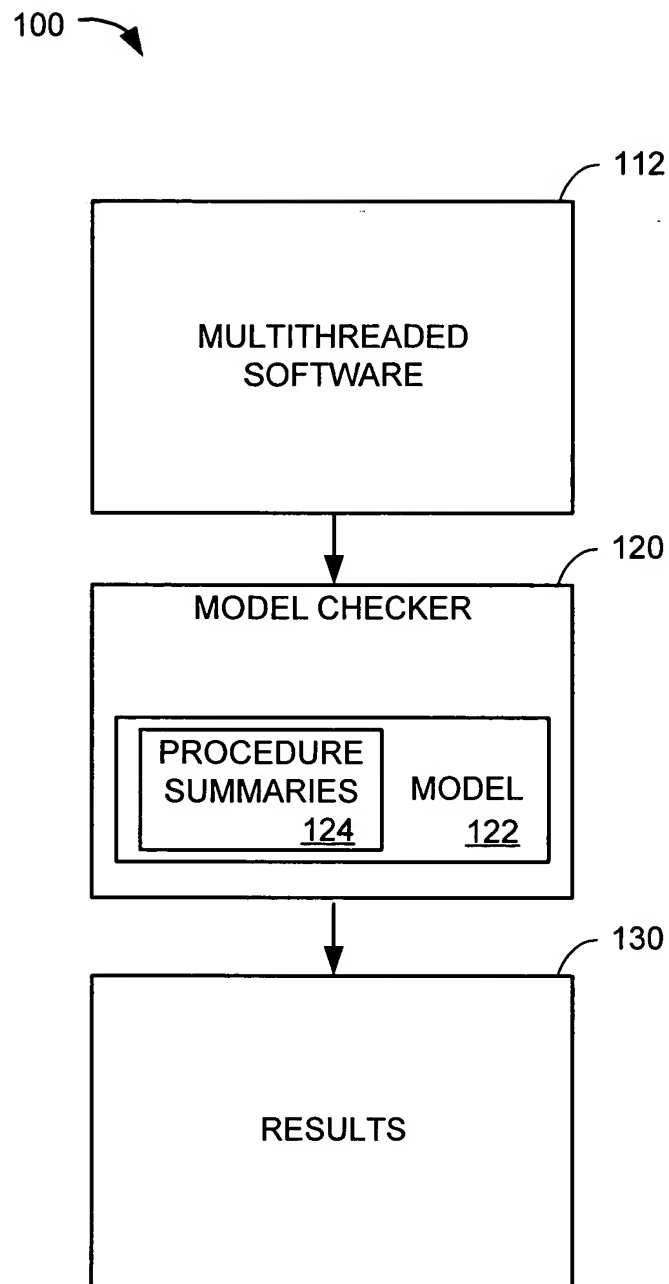 100
112
MULTITHREADED
SOFTWARE
120
MODEL CHECKER
PROCEDURE
SUMMARIES
124
MODEL
122
130
RESULTS